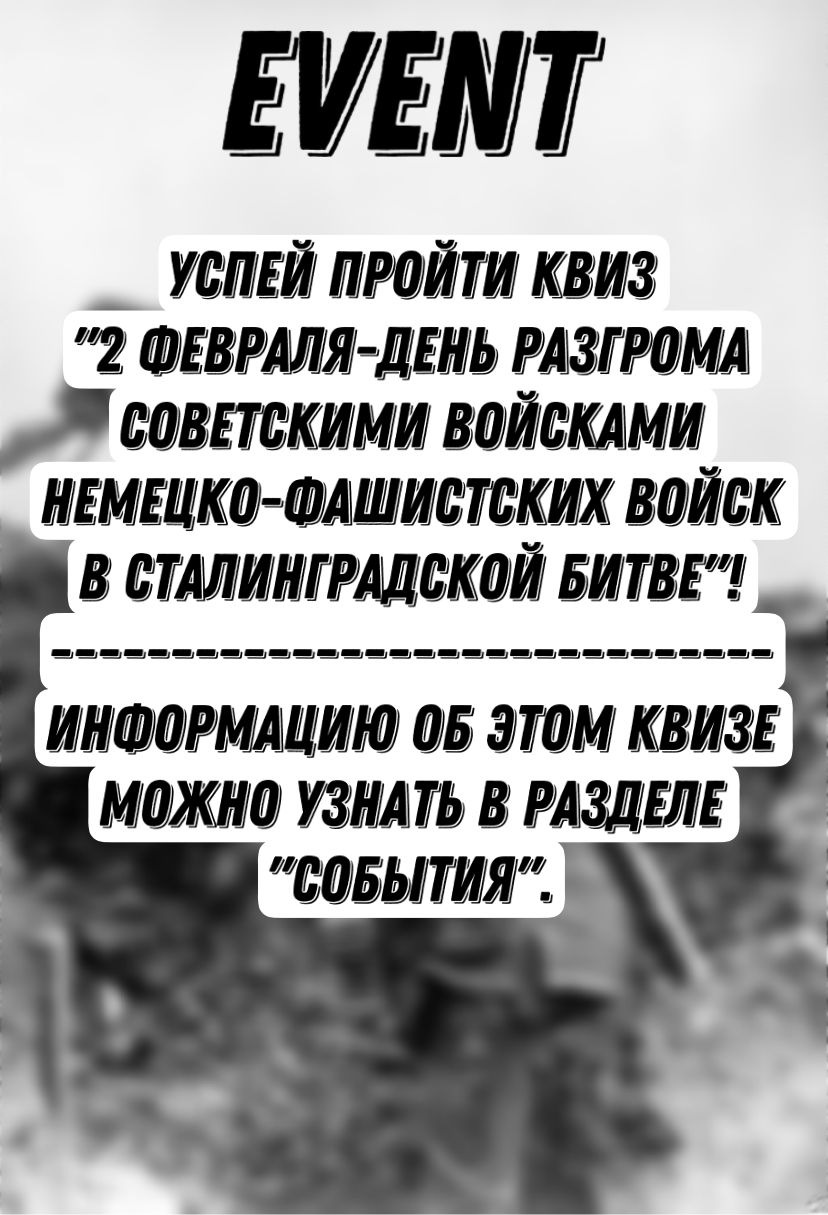 EVENT
УСПЕЙ ПРОЙТИ КВИЗ
"2 ФЕВРАЛЯ-ДЕНЬ РАЗГРОМА
СОВЕТСКИМИ ВОЙСКАМИ
НЕМЕЦКО-ФАШИСТСКИХ ВОЙСК
В СТАЛИНГРАДСКОЙ БИТВЕ"!
------------------------------
ИНФОРМАЦИЮ ОБ ЭТОМ КВИЗЕ
МОЖНО УЗНАТЬ В РАЗДЕЛЕ
"СОБЫТИЯ".